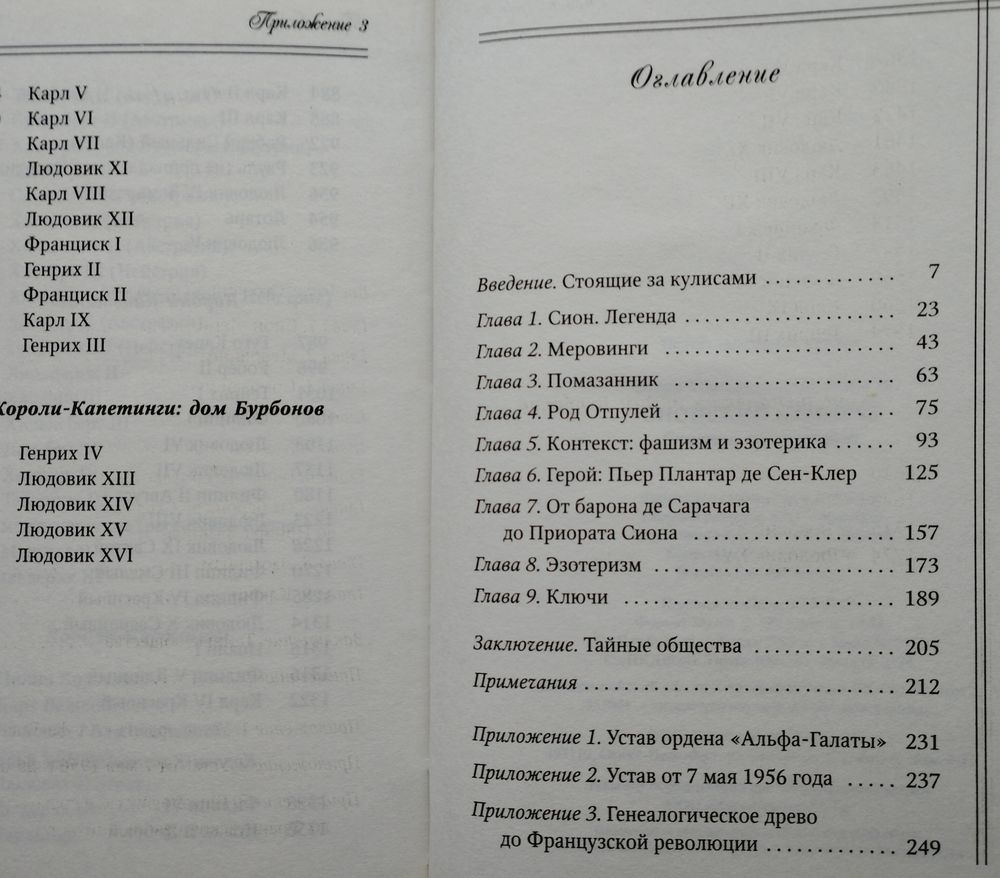 Приложение 3
Карл V
Карл VI
Карл VII
Людовик XI
Карл VIII
Людовик XII
Франциск I
Генрих II
Франциск II
Карл IX
Генрих III
Короли-Капетинги: дом Бурбонов
Генрих IV
Людовик XIII
Людовик XIV
Людовик XV
Людовик XVI
Оглавление
Введение. Стоящие за кулисами . . . . . . . . . . . . 7
Глава 1. Сион. Легенда . . . . . . . . . . . . . . . . . . . 23
Глава 2. Меровинги . . . . . . . . . . . . . . . . . . . . . 43
Глава 3. Помазанник . . . . . . . . . . . . . . . . . . . . 63
Глава 4. Род Отпулей . . . . . . . . . . . . . . . . . . . . 75
Глава 5. Контекст: фашизм и эзотерика . . . . . . 93
Глава 6. Герой: Пьер Плантар де Сен-Клер 125
Глава 7. От барона де Сарачага
до Приората Сиона . . . . . . . . . . . . . . . . . 157
Глава 8. Эзотеризм . . . . . . . . . . . . . . . . . . . . . 173
Глава 9. Ключи . . . . . . . . . . . . . . . . . . . . . . . . 189
Заключение. Тайные общества . . . . . . . . . . . . 205
Примечания . . . . . . . . . . . . . . . . . . . . . . . . . . 212
Приложение 1. Устав ордена «Альфа-Галаты» 231
Приложение 2. Устав от 7 мая 1956 года . . . . . 237
Приложение 3. Генеалогическое древо
до Французской революции . . . . . . . . . . . 249